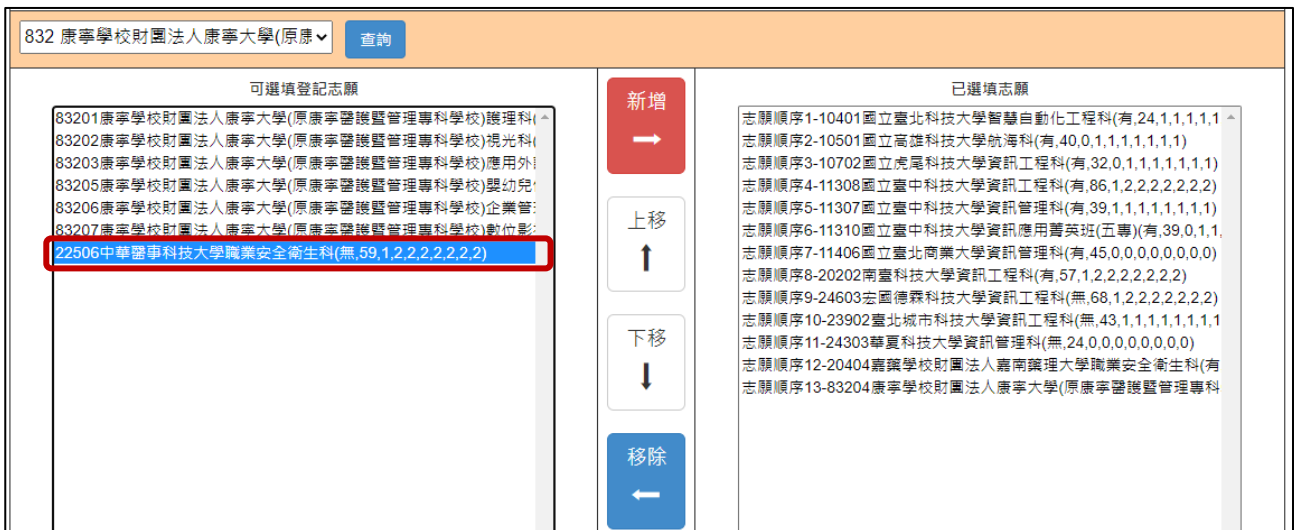 832 康寧學校財團法人康寧大學(原康
查詢
可選填登記志願
83201康寧學校財團法人康寧大學(原康寧醫護暨管理專科學校)護理科(
83202康寧學校財團法人康寧大學(原康寧醫護暨管理專科學校)視光科(
83203康寧學校財團法人康寧大學(原康寧醫護暨管理專科學校)應用外
83205康寧學校財團法人康寧大學(原康寧醫護暨管理專科學校)嬰幼兒
83206康寧學校財團法人康寧大學(原康寧醫護暨管理專科學校)企業管
83207康寧學校財團法人康寧大學(原康寧醫護暨管理專科學校)數位影
22506中華醫事科技大學職業安全衛生科(無,59,1,2,2,2,2,2,2,2)
新增
上移
下移
移除
已選填志願
志願順序1-10401國立臺北科技大學智慧自動化工程科(有,24,1,1,1,1,1
志願順序2-10501國立高雄科技大學航海科(有,40,0,1,1,1,1,1,1,1)
志願順序3-10702國立虎尾科技大學資訊工程科(有,32,0,1,1,1,1,1,1,1)
志願順序4-11308國立臺中科技大學資訊工程科(有,86,1,2,2,2,2,2,2,2)
志願順序5-11307國立臺中科技大學資訊管理科(有,39,1,1,1,1,1,1,1,1)
志願順序6-11310國立臺中科技大學資訊應用菁英班(五專)(有,39,0,1,1,
志願順序7-11406國立臺北商業大學資訊管理科(有,45,0,0,0,0,0,0,0,0)
志願順序8-20202南臺科技大學資訊工程科(有,57,1,2,2,2,2,2,2,2)
志願順序9-24603宏國德霖科技大學資訊工程科(無,68,1,2,2,2,2,2,2,2)
志願順序10-23902臺北城市科技大學資訊工程科(無,43,1,1,1,1,1,1,1,1
志願順序11-24303華夏科技大學資訊管理科(無,24,0,0,0,0,0,0,0,0)
志願順序12-20404嘉藥學校財團法人嘉南藥理大學職業安全衛生科(有
志願順序13-83204康寧學校財團法人康寧大學(原康寧醫護暨管理專科